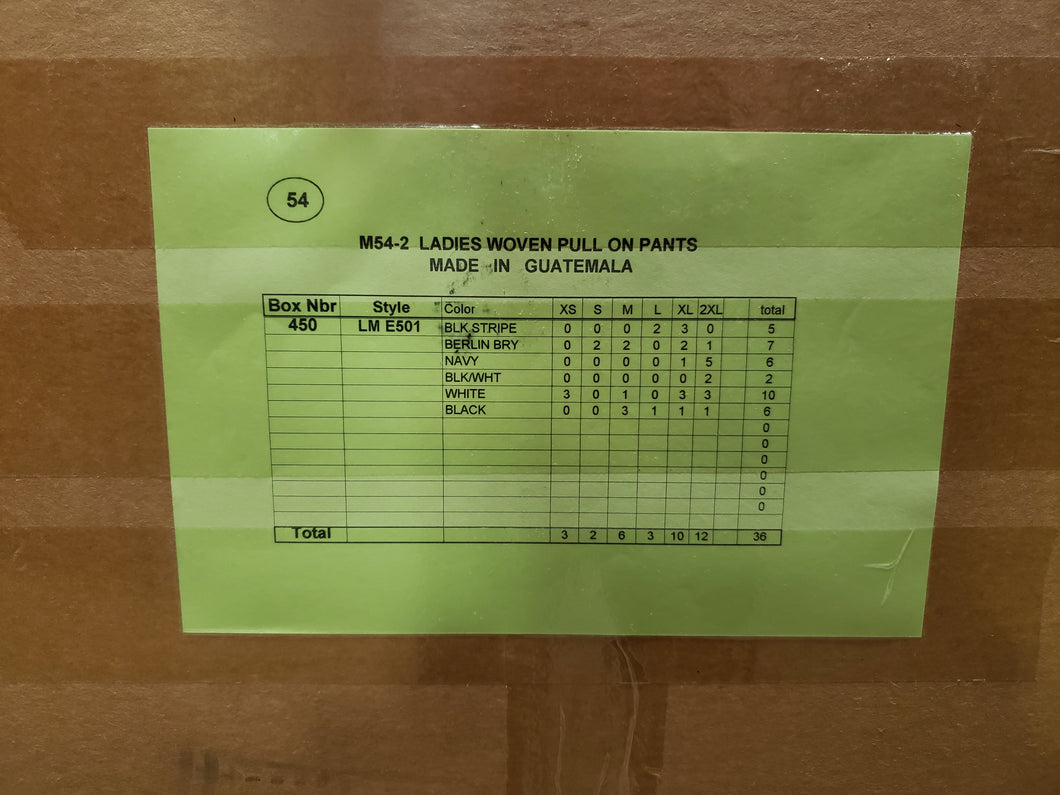 54
M54-2 LADIES WOVEN PULL ON PANTS
MADE IN GUATEMALA
Box Nbr Style Color XS S M L XL 2XL total
450 LM E501 BLK STRIPE 0 0 0 2 3 0 5
BERLIN BRY 0 2 2 0 2 1 7
NAVY 0 0 0 0 1 5 6
BLK/WHT 0 0 0 0 0 2 2
WHITE 3 0 1 0 3 3 10
BLACK 0 0 3 1 1 1 6
0
0
0
0
0
0
Total 3 2 6 3 10 12 36